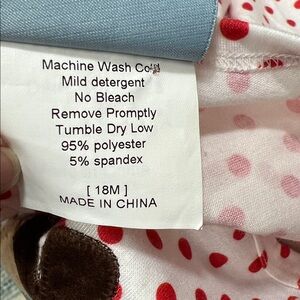 Machine Wash Cold
Mild detergent
No Bleach
Remove Promptly
Tumble Dry Low
95% polyester
5% spandex
[ 18M ]
MADE IN CHINA